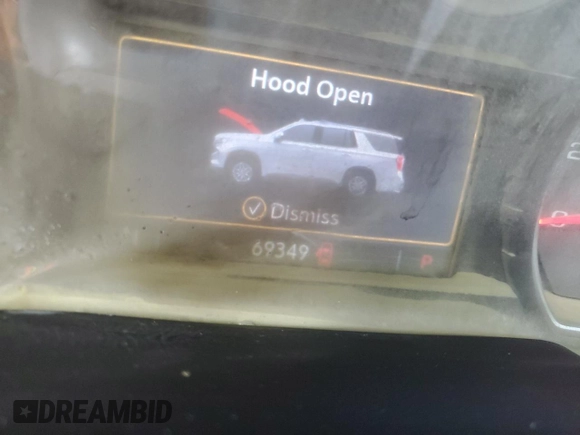 Hood Open
Dismiss
69349
P
DREAMBID